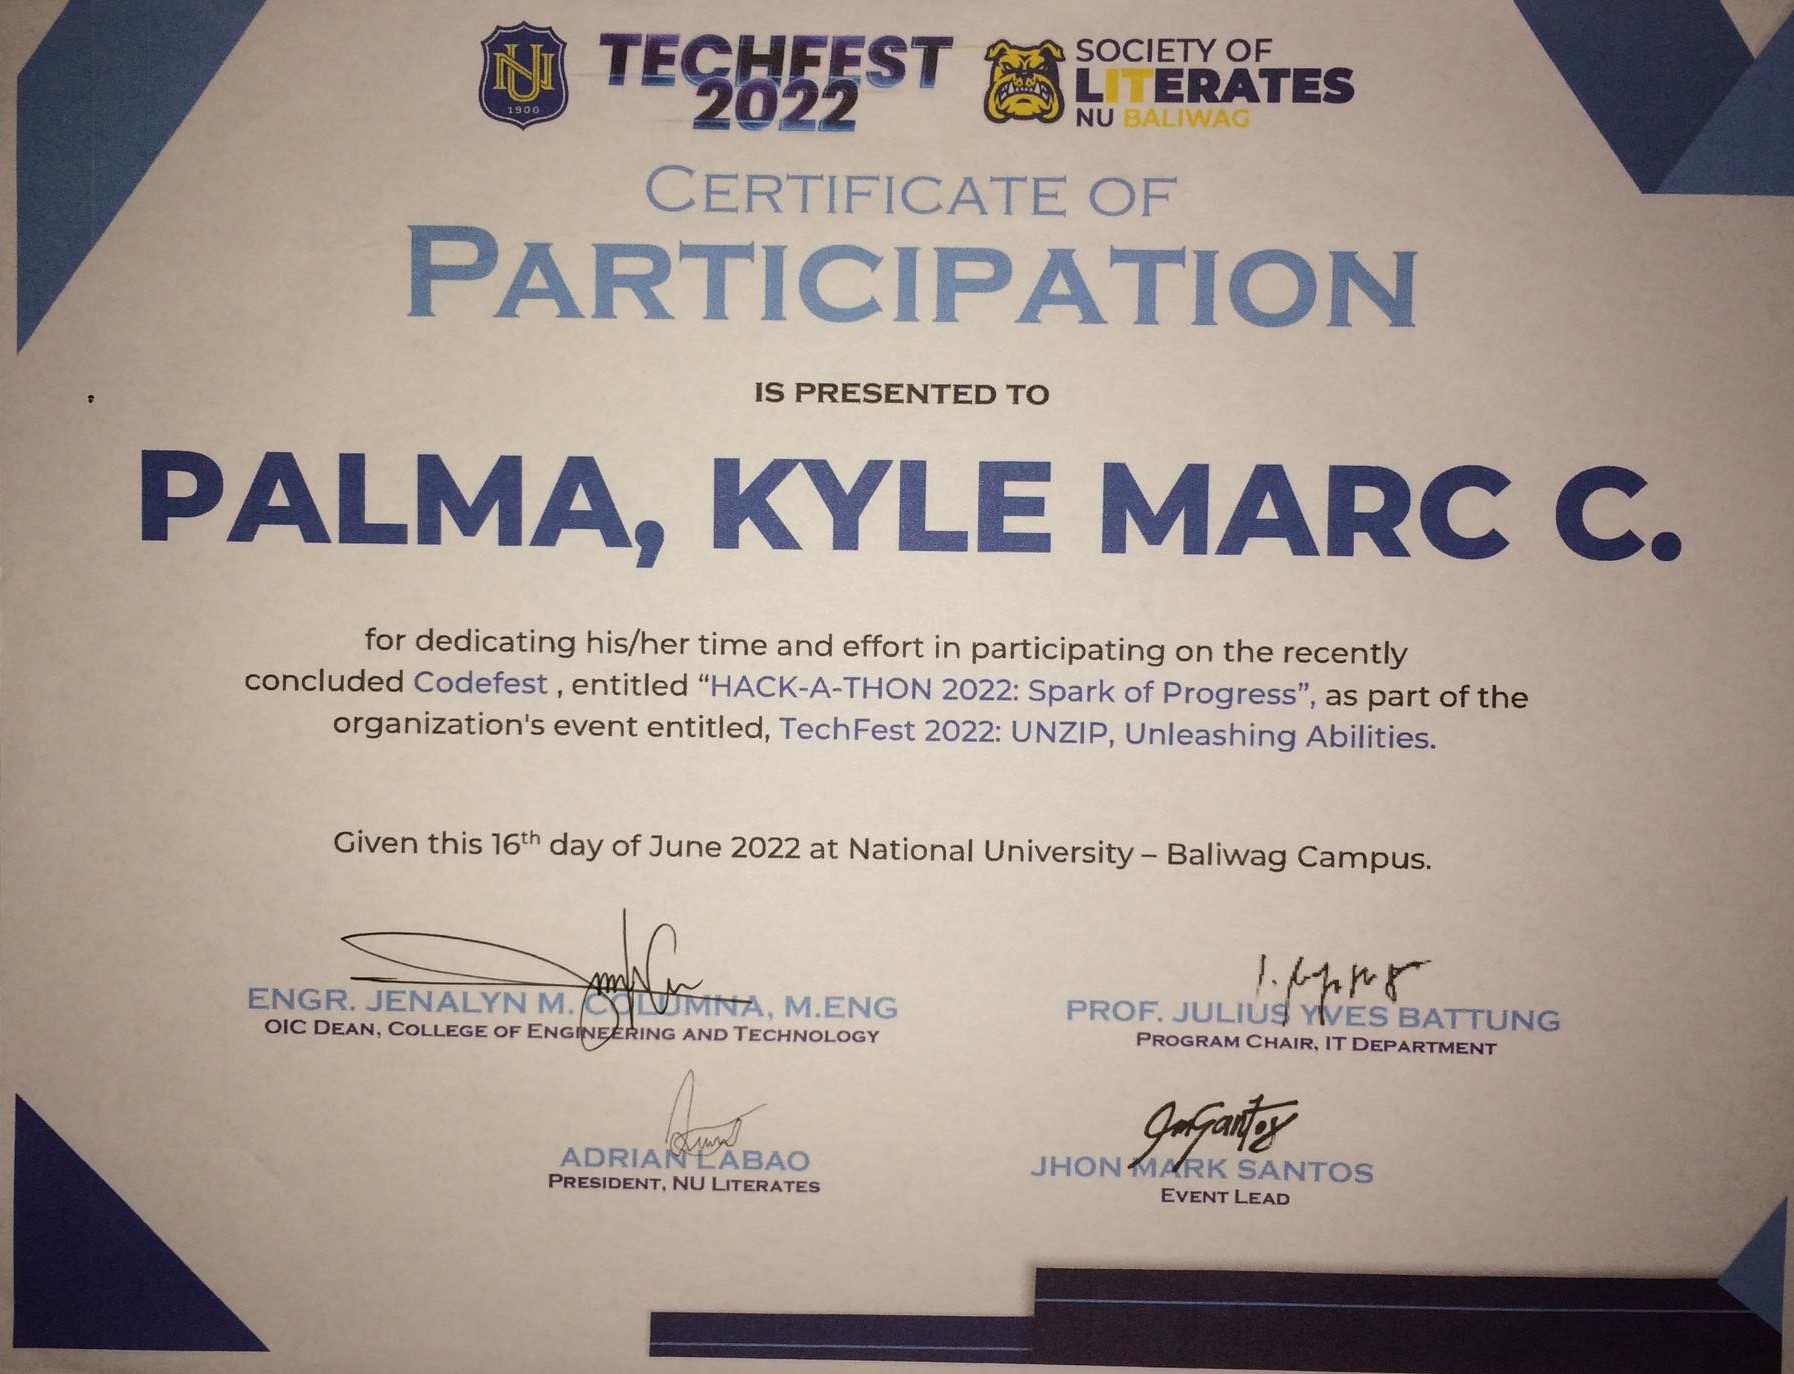 NU
1900
TECHFEST
2022
SOCIETY OF
LITERATES
NU BALIWAG
CERTIFICATE OF
PARTICIPATION
IS PRESENTED TO
PALMA, KYLE MARC C.
for dedicating his/her time and effort in participating on the recently
concluded Codefest , entitled “HACK-A-THON 2022: Spark of Progress”, as part of the
organization's event entitled, TechFest 2022: UNZIP, Unleashing Abilities.
Given this 16th day of June 2022 at National University – Baliwag Campus.
ENGR. JENALYN M. COLUMNA, M.ENG
OIC DEAN, COLLEGE OF ENGINEERING AND TECHNOLOGY
PROF. JULIUS YVES BATTUNG
PROGRAM CHAIR, IT DEPARTMENT
ADRIAN LABAO
PRESIDENT, NU LITERATES
JHON MARK SANTOS
EVENT LEAD